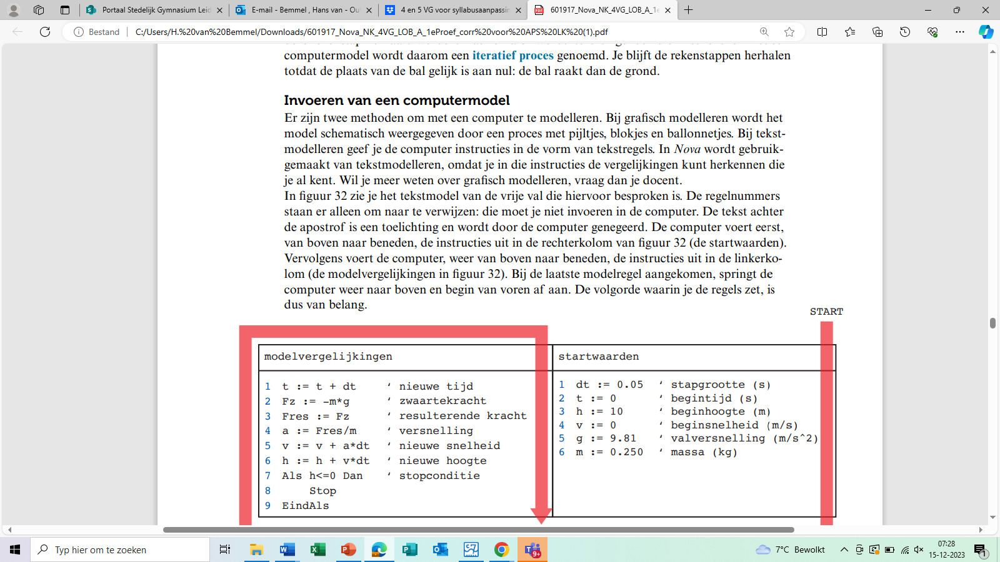 Portaal Stedelijk Gymnasium Leid
E-mail - Bemmel , Hans van - Ou
4 en 5 VG voor syllabusaanpassin
601917_Nova_NK_4VG_LOB_A_1e
Bestand
C:/Users/H.%20van%20Bemmel/Downloads/601917_Nova_NK_4VG_LOB_A_1eProef_corr%20voor%20APS%20LK%20(1).pdf
computermodel wordt daarom een iteratief proces genoemd. Je blijft de rekenstappen herhalen
totdat de plaats van de bal gelijk is aan nul: de bal raakt dan de grond.
Invoeren van een computermodel
Er zijn twee methoden om met een computer te modelleren. Bij grafisch modelleren wordt het
model schematisch weergegeven door een proces met pijltjes, blokjes en ballonnetjes. Bij tekst-
modelleren geef je de computer instructies in de vorm van tekstregels. In Nova wordt gebruik-
gemaakt van tekstmodelleren, omdat je in die instructies de vergelijkingen kunt herkennen die
je al kent. Wil je meer weten over grafisch modelleren, vraag dan je docent.
In figuur 32 zie je het tekstmodel van de vrije val die hiervoor besproken is. De regelnummers
staan er alleen om naar te verwijzen: die moet je niet invoeren in de computer. De tekst achter
de apostrof is een toelichting en wordt door de computer genegeerd. De computer voert eerst,
van boven naar beneden, de instructies uit in de rechterkolom van figuur 32 (de startwaarden).
Vervolgens voert de computer, weer van boven naar beneden, de instructies uit in de linkerko-
lom (de modelvergelijkingen in figuur 32). Bij de laatste modelregel aangekomen, springt de
computer weer naar boven en begin van voren af aan. De volgorde waarin je de regels zet, is
dus van belang.
START
modelvergelijkingen
1 t := t + dt ‘ nieuwe tijd
2 Fz := -m*g ‘ zwaartekracht
3 Fres := Fz ‘ resulterende kracht
4 a := Fres/m ‘ versnelling
5 v := v + a*dt ‘ nieuwe snelheid
6 h := h + v*dt ‘ nieuwe hoogte
7 Als h<=0 Dan ‘ stopconditie
8 Stop
9 EindAls
startwaarden
1 dt := 0.05 ‘ stapgrootte (s)
2 t := 0 ‘ begintijd (s)
3 h := 10 ‘ beginhoogte (m)
4 v := 0 ‘ beginsnelheid (m/s)
5 g := 9.81 ‘ valversnelling (m/s^2)
6 m := 0.250 ‘ massa (kg)
Typ hier om te zoeken
9+
7°C Bewolkt
07:28
15-12-2023
1